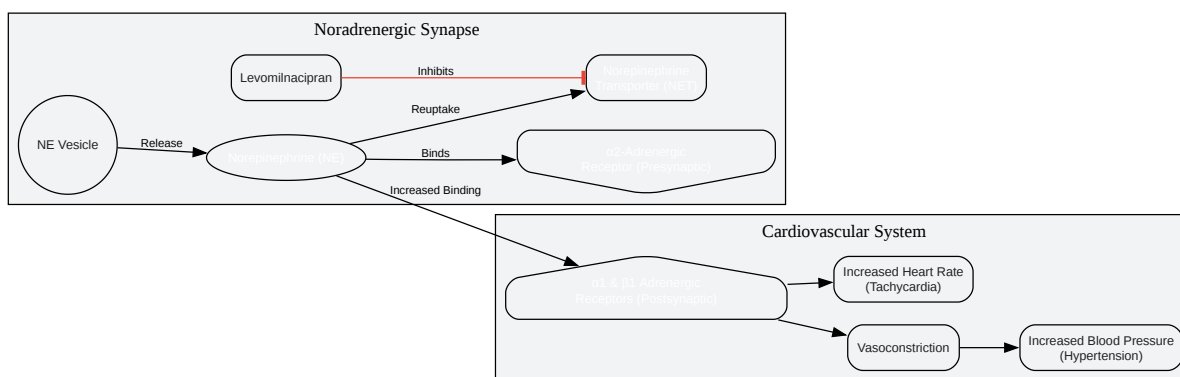 Noradrenergic Synapse
Levomilnacipran
Inhibits
Norepinephrine
Transporter (NET)
Reuptake
NE Vesicle
Release
Norepinephrine (NE)
Binds
α2-Adrenergic
Receptor (Presynaptic)
Increased Binding
Cardiovascular System
α1 & β1-Adrenergic
Receptors (Postsynaptic)
Increased Heart Rate
(Tachycardia)
Vasoconstriction
Increased Blood Pressure
(Hypertension)